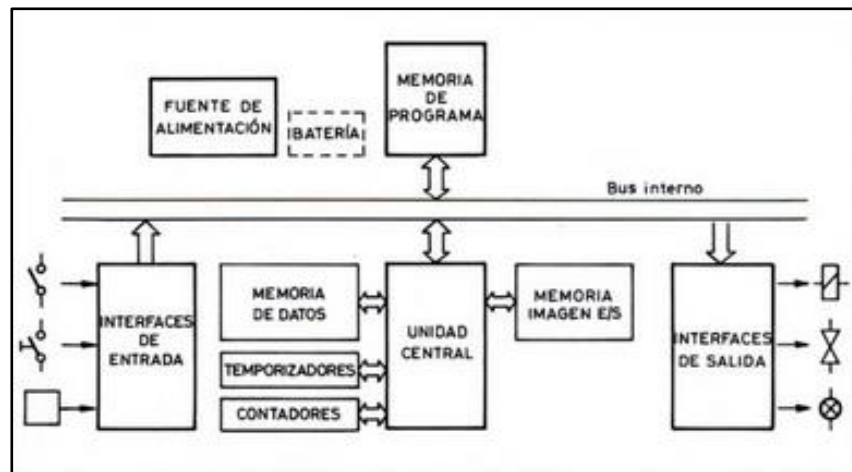 FUENTE DE
ALIMENTACIÓN
BATERÍA
MEMORIA
DE
PROGRAMA
Bus interno
INTERFACES
DE
ENTRADA
MEMORIA
DE DATOS
TEMPORIZADORES
CONTADORES
UNIDAD
CENTRAL
MEMORIA
IMAGEN E/S
INTERFACES
DE SALIDA